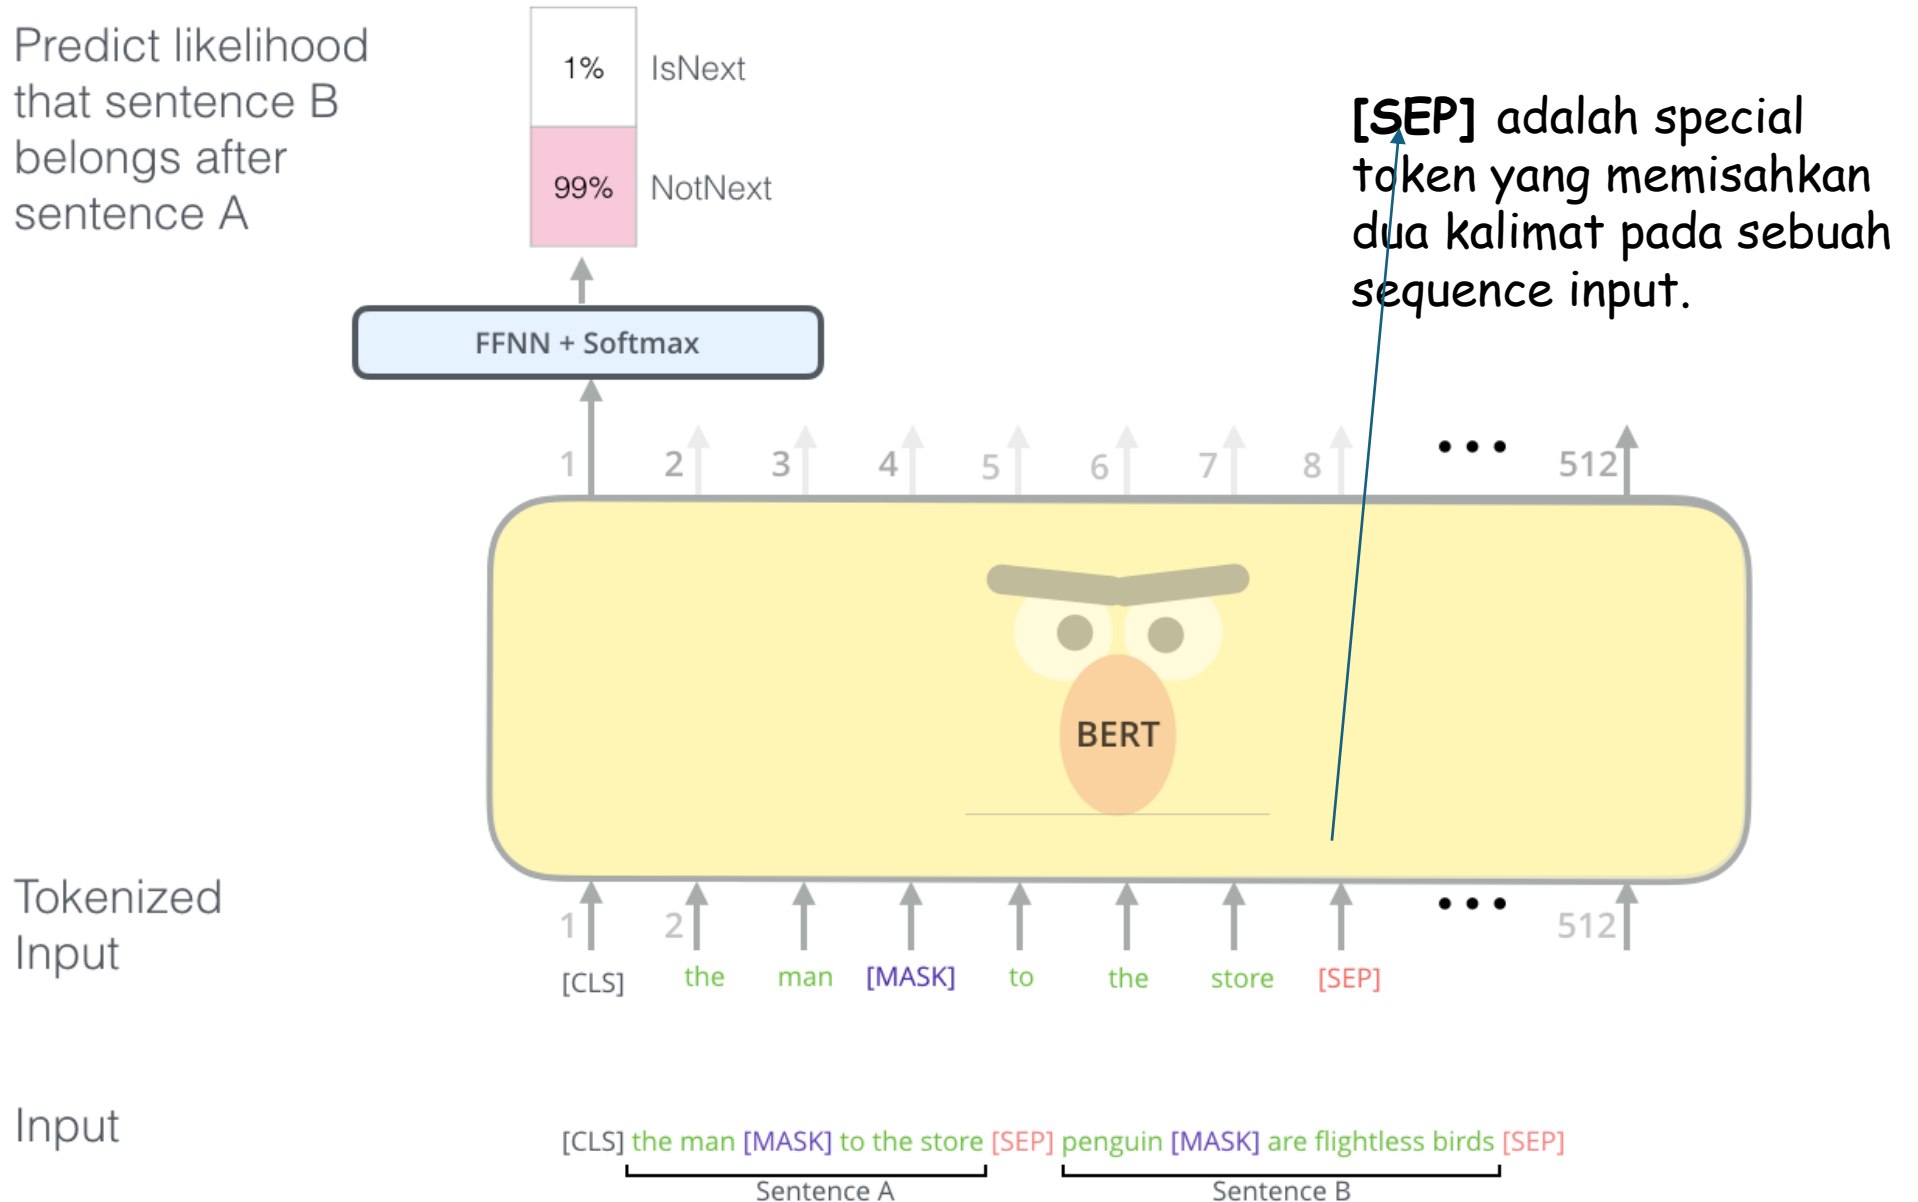 Predict likelihood
that sentence B
belongs after
sentence A
1% IsNext
99% NotNext
[SEP] adalah special
token yang memisahkan
dua kalimat pada sebuah
sequence input.
FFNN + Softmax
1 2 3 4 5 6 7 8 ••• 512
BERT
Tokenized
Input
1 2 ••• 512
[CLS] the man [MASK] to the store [SEP]
Input
[CLS] the man [MASK] to the store [SEP] penguin [MASK] are flightless birds [SEP]
Sentence A Sentence B